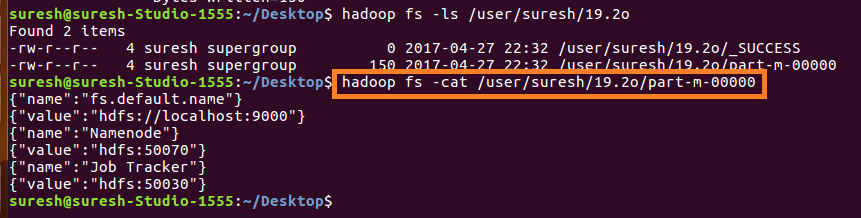 suresh@suresh-Studio-1555:~/Desktop$ hadoop fs -ls /user/suresh/19.2o
Found 2 items
-rw-r--r--   4 suresh supergroup          0 2017-04-27 22:32 /user/suresh/19.2o/_SUCCESS
-rw-r--r--   4 suresh supergroup        150 2017-04-27 22:32 /user/suresh/19.2o/part-m-00000
suresh@suresh-Studio-1555:~/Desktop$ hadoop fs -cat /user/suresh/19.2o/part-m-00000
{"name":"fs.default.name"}
{"value":"hdfs://localhost:9000"}
{"name":"Namenode"}
{"value":"hdfs:50070"}
{"name":"Job Tracker"}
{"value":"hdfs:50030"}
suresh@suresh-Studio-1555:~/Desktop$